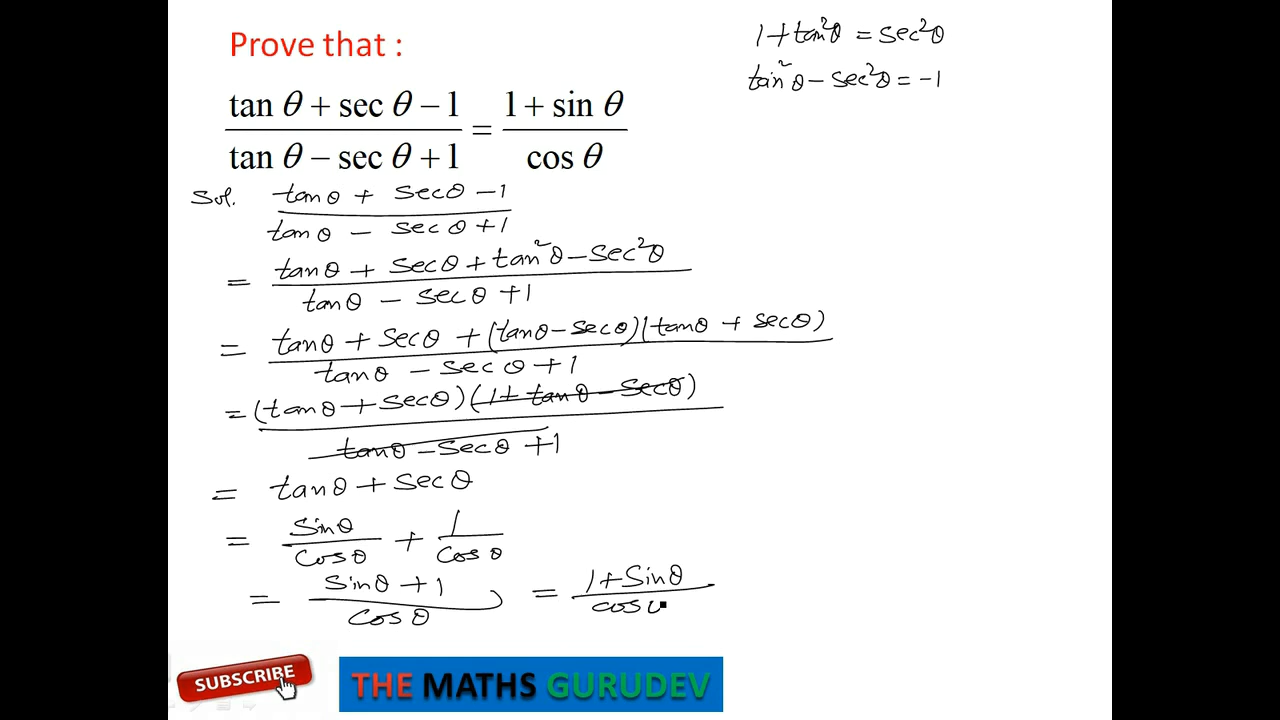 Prove that :
1 + tan²θ = sec²θ
tan²θ − sec²θ = −1
tan θ + sec θ − 1 / tan θ − sec θ + 1 = 1 + sin θ / cos θ
Sol. tanθ + secθ − 1 / tanθ − secθ + 1
= tanθ + secθ + tan²θ − sec²θ / tanθ − secθ + 1
= tanθ + secθ + (tanθ − secθ)(tanθ + secθ) / tanθ − secθ + 1
= (tanθ + secθ)(1 + tanθ − secθ) / tanθ − secθ + 1
= tanθ + secθ
= sinθ / cosθ + 1 / cosθ
= sinθ + 1 / cosθ = 1 + sinθ / cos
SUBSCRIBE
THE MATHS GURUDEV